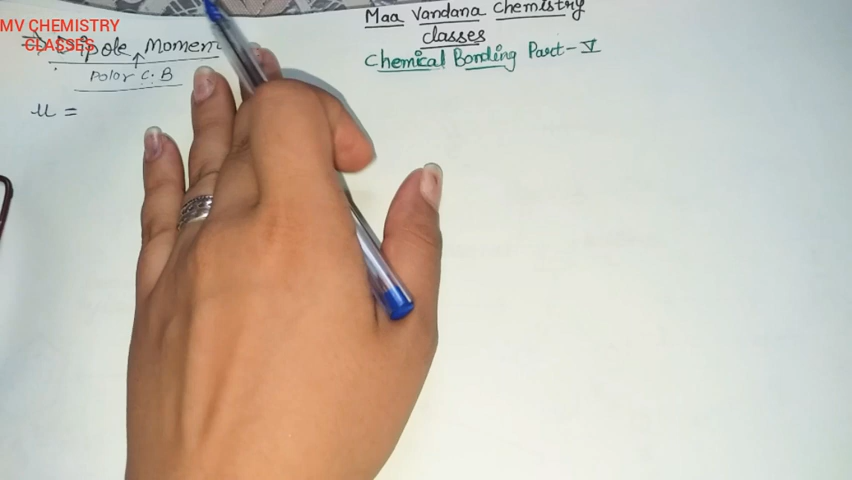 MV CHEMISTRY
CLASSES
Maa Vandana Chemistry
classes
Chemical Bonding Part-V
→ Dipole Moment
Polar C.B
μ =